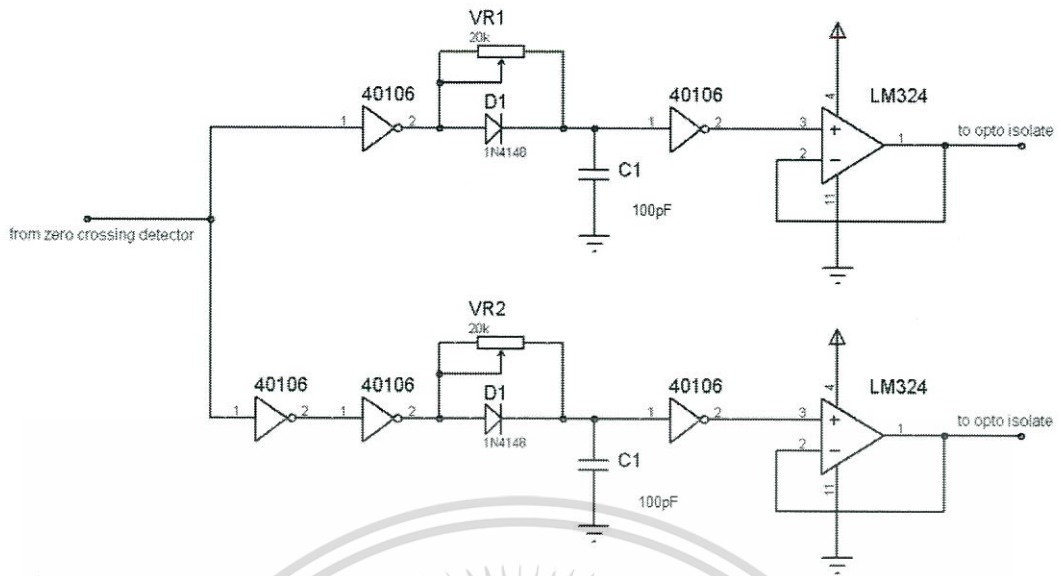 VR1
20k
40106
1
2
D1
1N4148
40106
1
2
C1
100pF
LM324
4
3
2
1
11
to opto isolate
from zero crossing detector
VR2
20k
40106
1
2
40106
1
2
D1
1N4148
40106
1
2
C1
100pF
LM324
4
3
2
1
11
to opto isolate